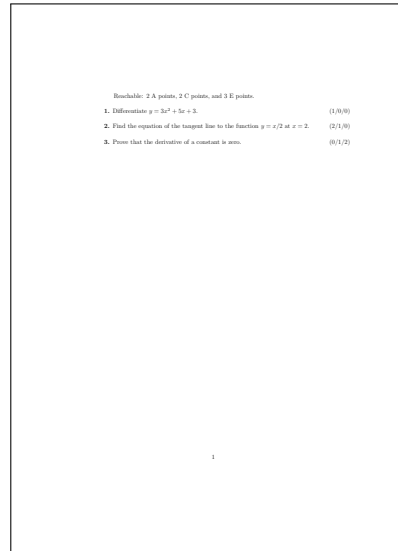 Reachable: 2 A points, 2 C points, and 3 E points.
1. Differentiate y = 3x² + 5x + 3. (1/0/0)
2. Find the equation of the tangent line to the function y = x/2 at x = 2. (2/1/0)
3. Prove that the derivative of a constant is zero. (0/1/2)
1